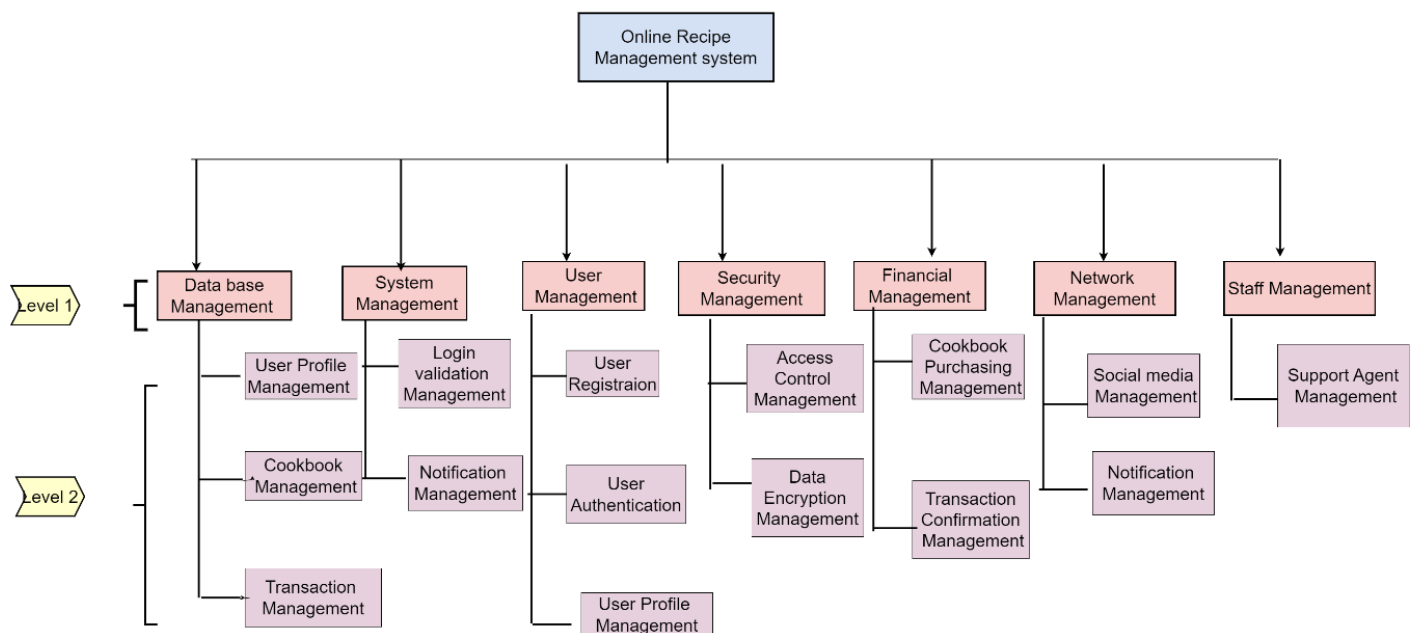 Online Recipe
Management system
Level 1
Data base
Management
System
Management
User
Management
Security
Management
Financial
Management
Network
Management
Staff Management
Level 2
User Profile
Management
Cookbook
Management
Transaction
Management
Login
validation
Management
Notification
Management
User
Registraion
User
Authentication
User Profile
Management
Access
Control
Management
Data
Encryption
Management
Cookbook
Purchasing
Management
Transaction
Confirmation
Management
Social media
Management
Notification
Management
Support Agent
Management